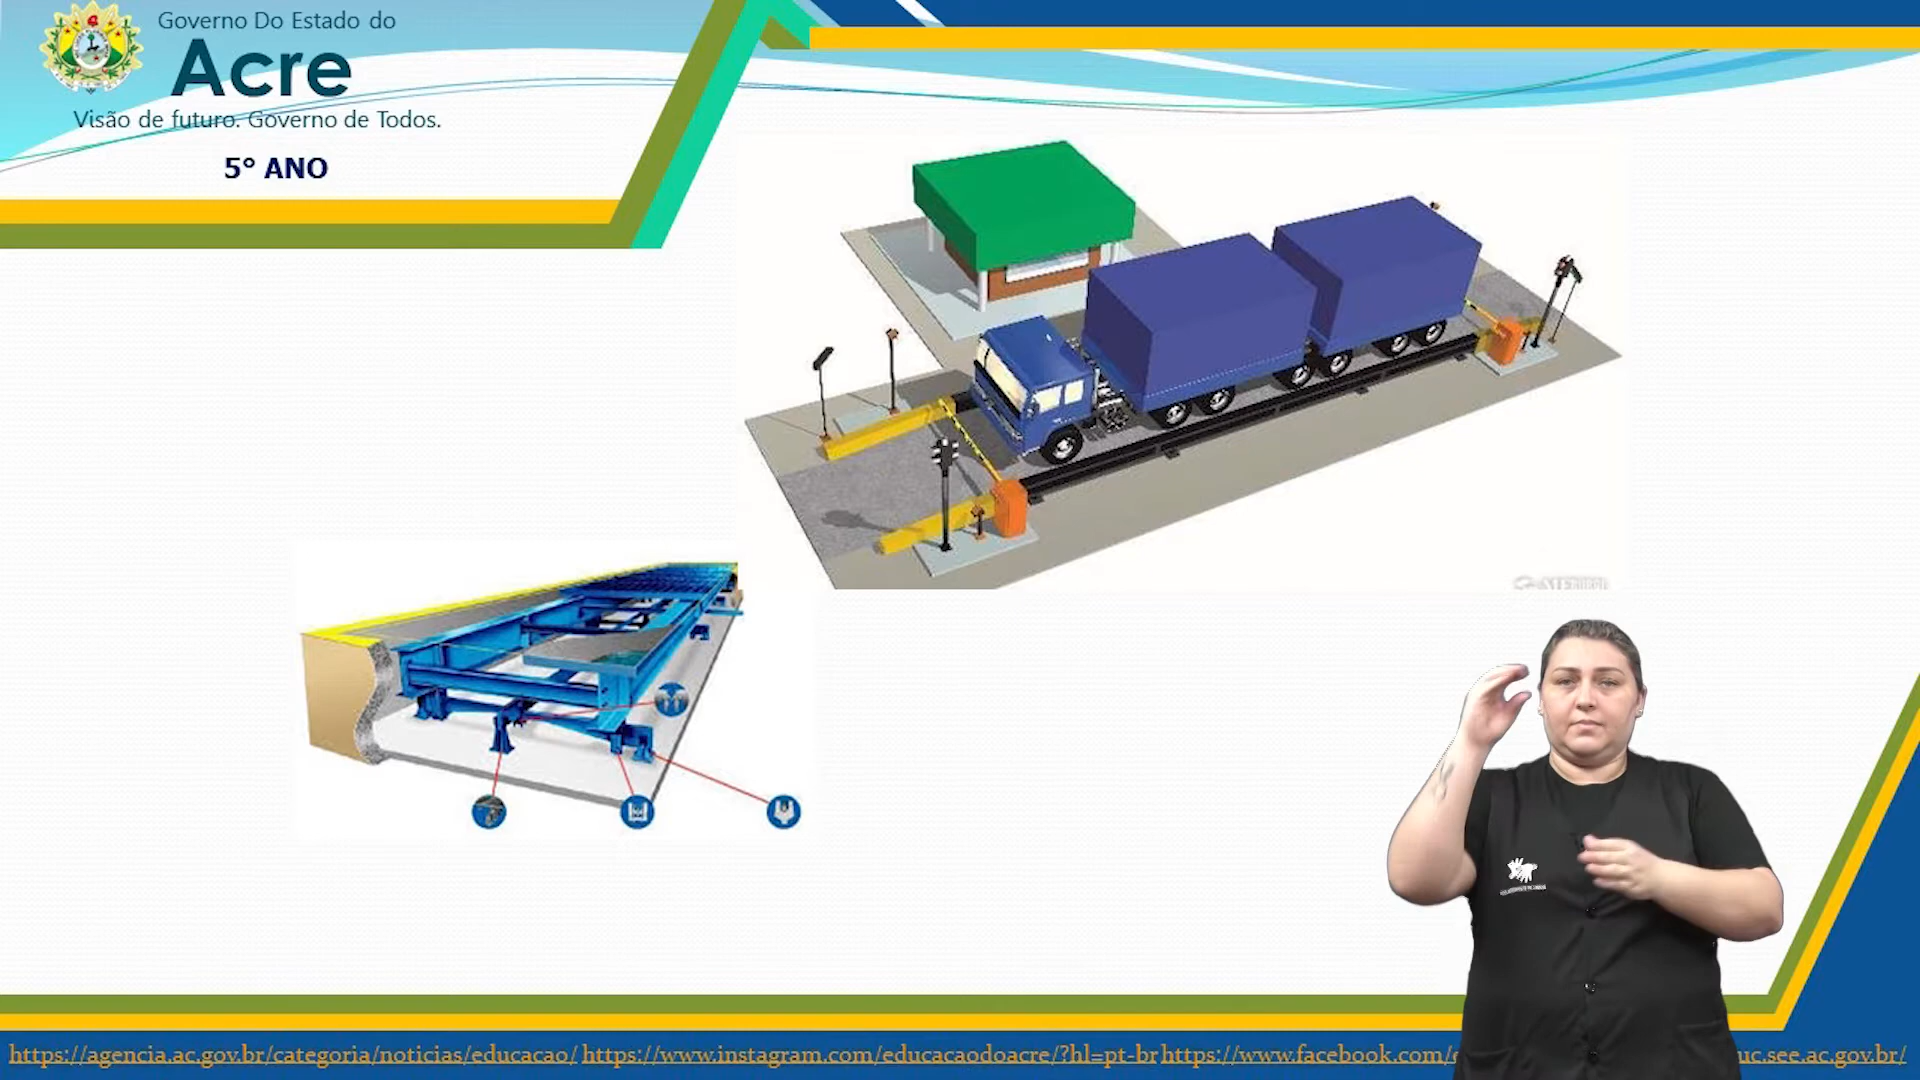 Governo Do Estado do
Acre
Visão de futuro. Governo de Todos.
5° ANO
https://agencia.ac.gov.br/categoria/noticias/educacao/ https://www.instagram.com/educacaodoacre/?hl=pt-br https://www.facebook.com/ uc.see.ac.gov.br/